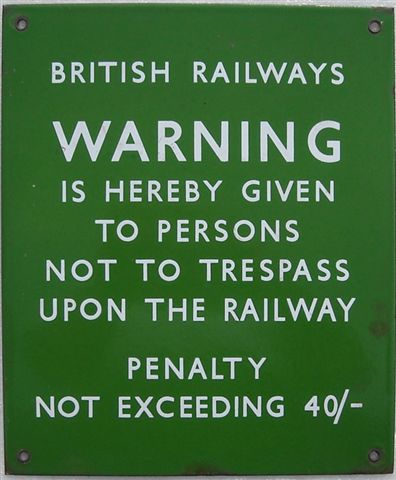 BRITISH RAILWAYS
WARNING
IS HEREBY GIVEN
TO PERSONS
NOT TO TRESPASS
UPON THE RAILWAY
PENALTY
NOT EXCEEDING 40/-